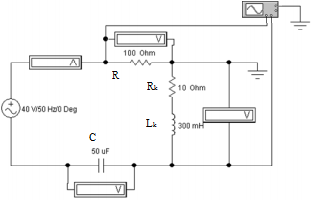 V
A
100 Ohm
R
Rk
10 Ohm
40 V/50 Hz/0 Deg
V
Lk
300 mH
C
50 uF
V